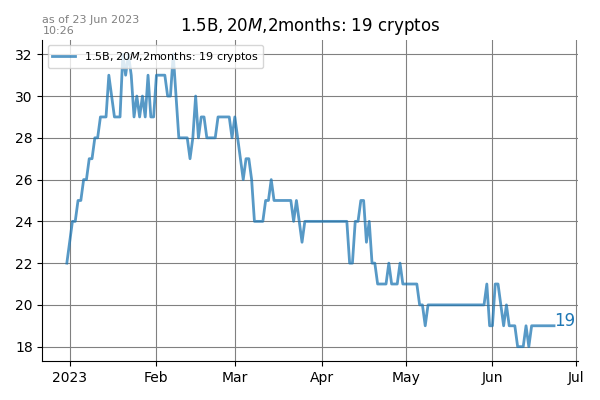 as of 23 Jun 2023
10:26
1.5B, 20M,2months: 19 cryptos
1.5B, 20M,2months: 19 cryptos
32
30
28
26
24
22
20
18
19
2023 Feb Mar Apr May Jun Jul